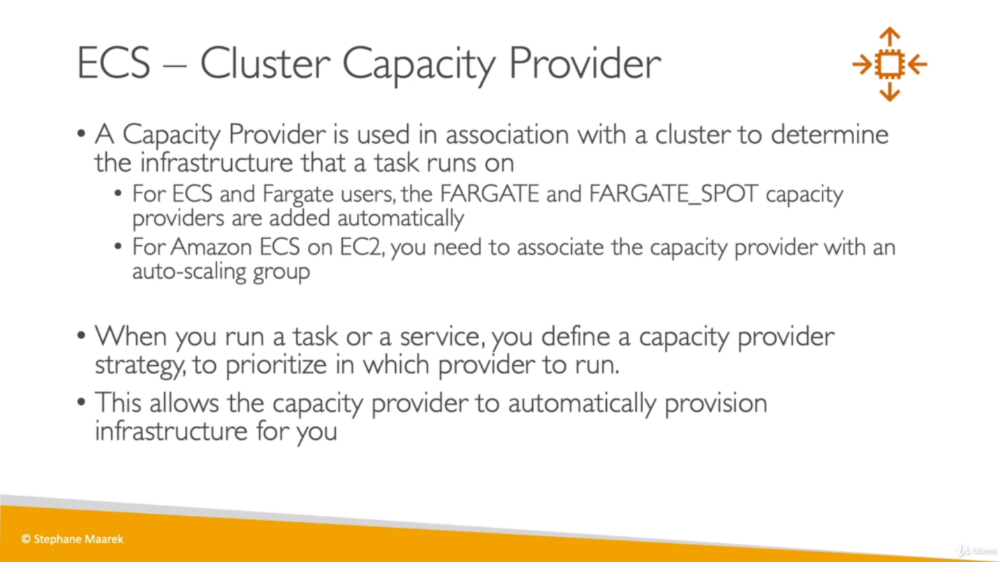 ECS – Cluster Capacity Provider
• A Capacity Provider is used in association with a cluster to determine
the infrastructure that a task runs on
• For ECS and Fargate users, the FARGATE and FARGATE_SPOT capacity
providers are added automatically
• For Amazon ECS on EC2, you need to associate the capacity provider with an
auto-scaling group
• When you run a task or a service, you define a capacity provider
strategy, to prioritize in which provider to run.
• This allows the capacity provider to automatically provision
infrastructure for you
© Stephane Maarek
Udemy